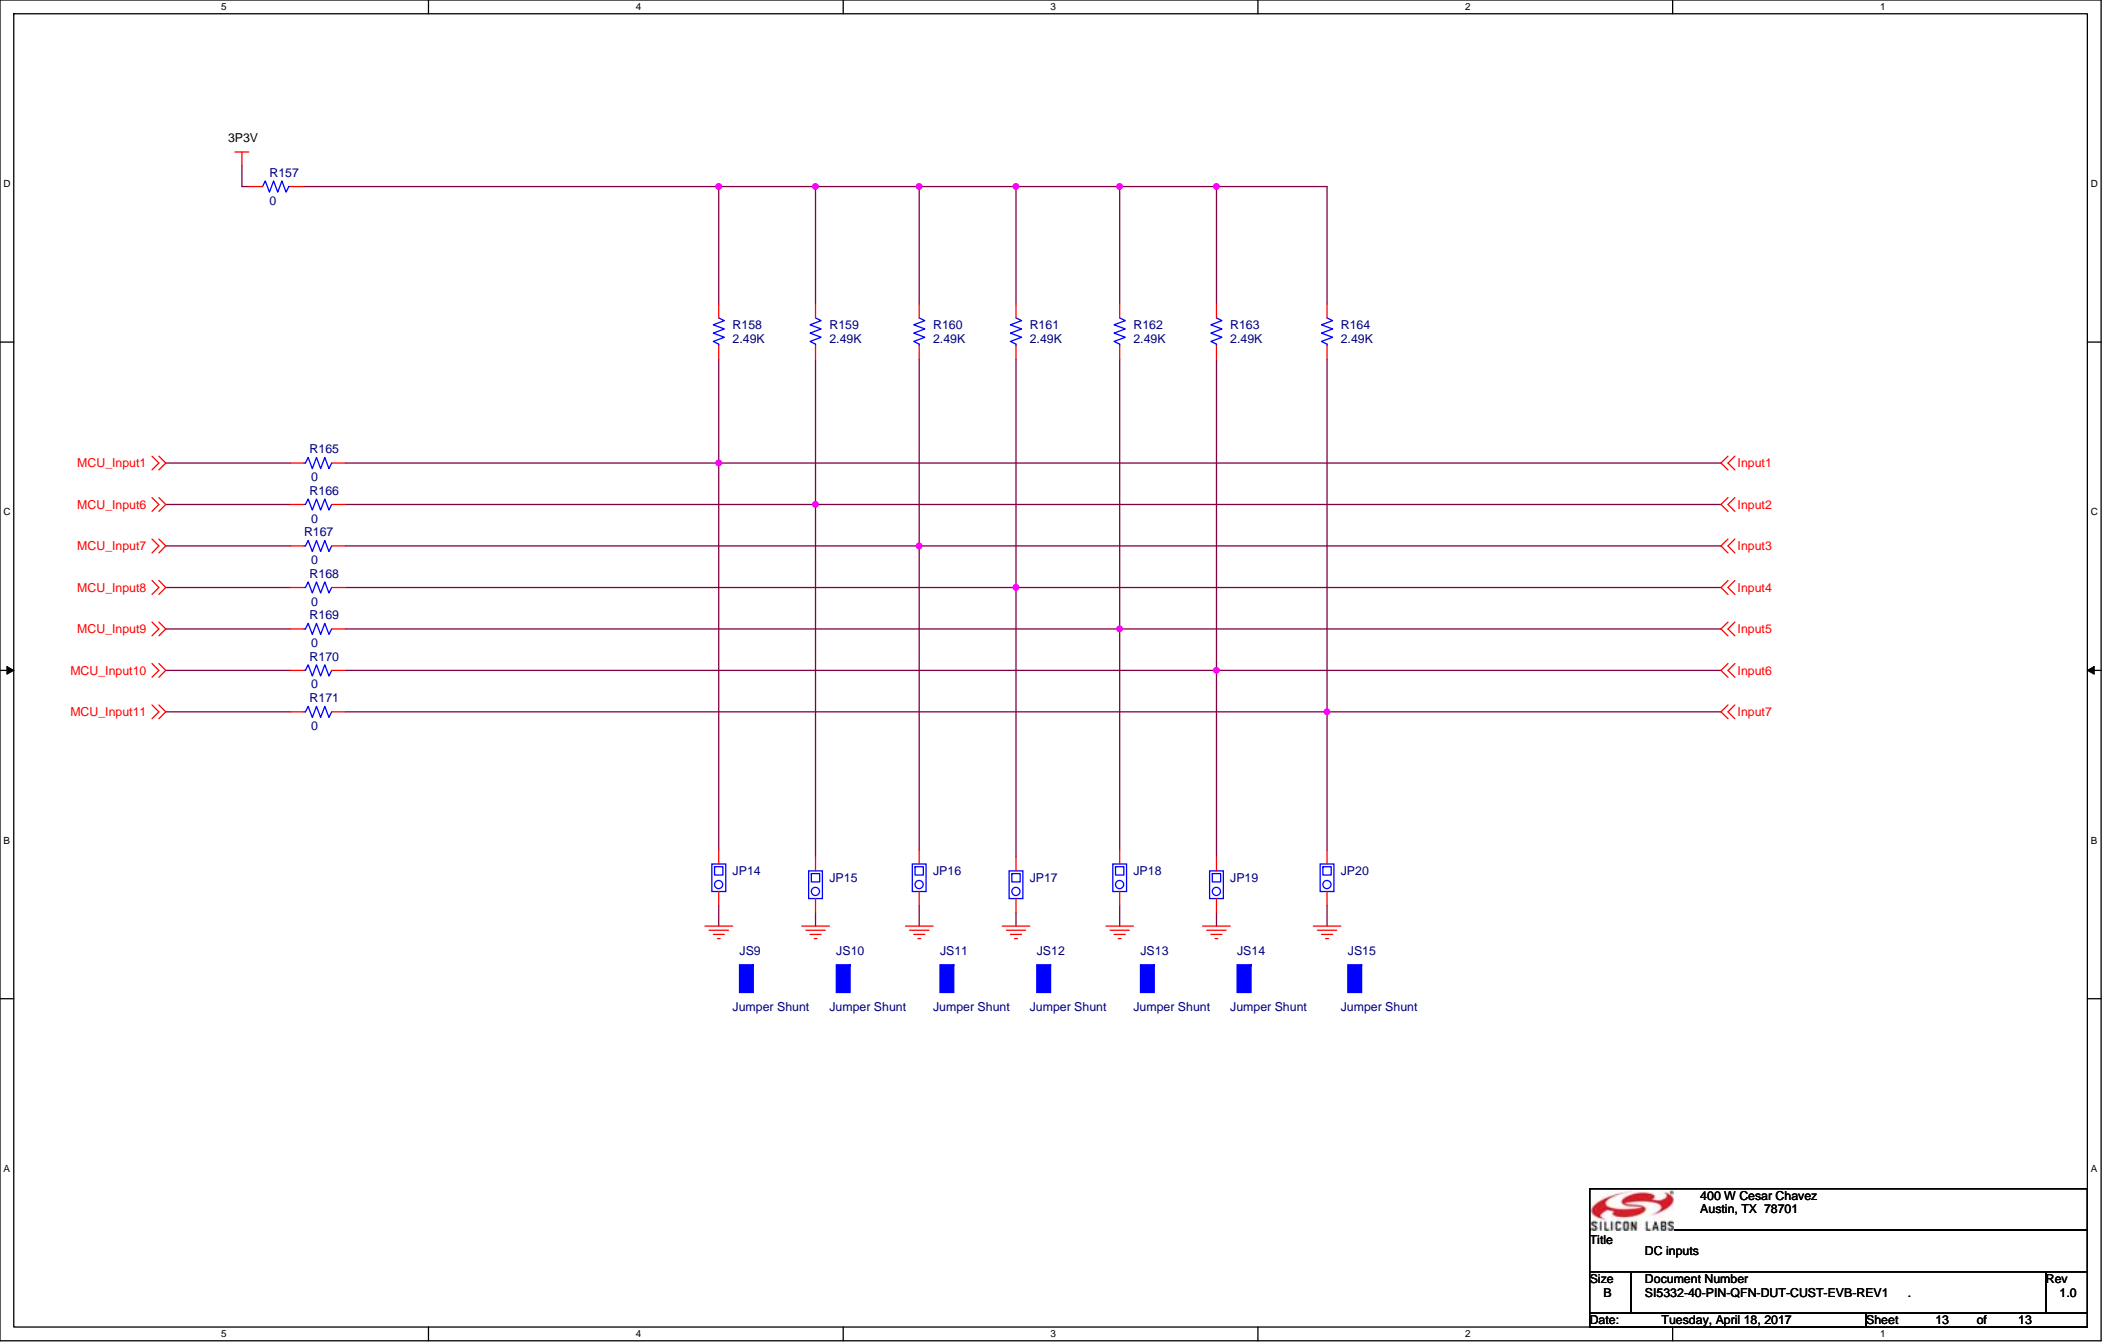 5 4 3 2 1
3P3V
D R157 D
0
R158 R159 R160 R161 R162 R163 R164
2.49K 2.49K 2.49K 2.49K 2.49K 2.49K 2.49K
R165
MCU_Input1 Input1
0
R166
MCU_Input6 Input2
C 0 C
R167
MCU_Input7 Input3
0
R168
MCU_Input8 Input4
0
R169
MCU_Input9 Input5
0
R170
MCU_Input10 Input6
0
R171
MCU_Input11 Input7
0
B B
JP14 JP15 JP16 JP17 JP18 JP19 JP20
JS9 JS10 JS11 JS12 JS13 JS14 JS15
Jumper Shunt Jumper Shunt Jumper Shunt Jumper Shunt Jumper Shunt Jumper Shunt Jumper Shunt
A A
400 W Cesar Chavez
Austin, TX 78701
SILICON LABS
Title
DC inputs
Size Document Number Rev
B SI5332-40-PIN-QFN-DUT-CUST-EVB-REV1 . 1.0
Date: Tuesday, April 18, 2017 Sheet 13 of 13
5 4 3 2 1